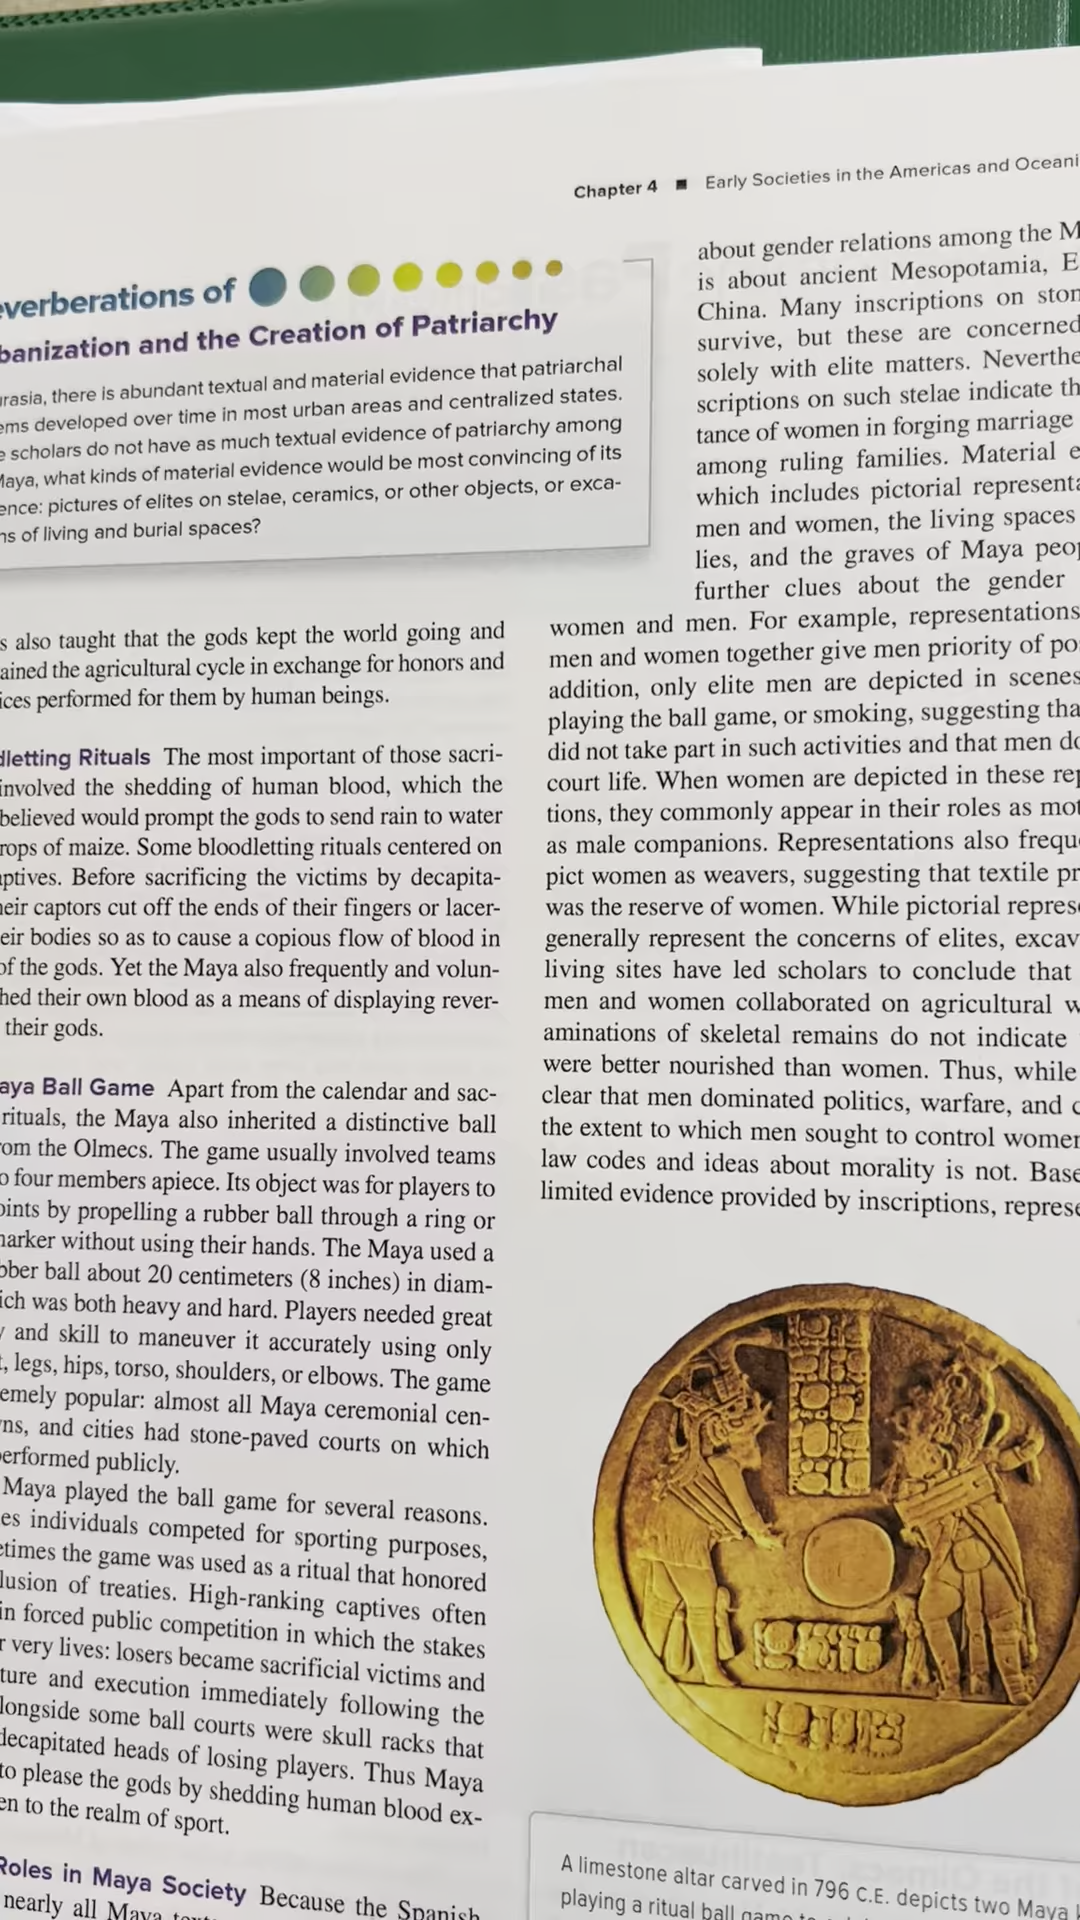 Chapter 4 ■ Early Societies in the Americas and Oceani
everberations of
banization and the Creation of Patriarchy
urasia, there is abundant textual and material evidence that patriarchal
ems developed over time in most urban areas and centralized states.
e scholars do not have as much textual evidence of patriarchy among
Maya, what kinds of material evidence would be most convincing of its
ence: pictures of elites on stelae, ceramics, or other objects, or exca-
ns of living and burial spaces?
s also taught that the gods kept the world going and
ained the agricultural cycle in exchange for honors and
ices performed for them by human beings.
dletting Rituals The most important of those sacri-
involved the shedding of human blood, which the
believed would prompt the gods to send rain to water
rops of maize. Some bloodletting rituals centered on
aptives. Before sacrificing the victims by decapita-
heir captors cut off the ends of their fingers or lacer-
eir bodies so as to cause a copious flow of blood in
of the gods. Yet the Maya also frequently and volun-
hed their own blood as a means of displaying rever-
their gods.
aya Ball Game Apart from the calendar and sac-
rituals, the Maya also inherited a distinctive ball
rom the Olmecs. The game usually involved teams
o four members apiece. Its object was for players to
oints by propelling a rubber ball through a ring or
marker without using their hands. The Maya used a
bber ball about 20 centimeters (8 inches) in diam-
ich was both heavy and hard. Players needed great
y and skill to maneuver it accurately using only
t, legs, hips, torso, shoulders, or elbows. The game
emely popular: almost all Maya ceremonial cen-
ns, and cities had stone-paved courts on which
performed publicly.
Maya played the ball game for several reasons.
es individuals competed for sporting purposes,
etimes the game was used as a ritual that honored
lusion of treaties. High-ranking captives often
in forced public competition in which the stakes
r very lives: losers became sacrificial victims and
ture and execution immediately following the
longside some ball courts were skull racks that
decapitated heads of losing players. Thus Maya
to please the gods by shedding human blood ex-
en to the realm of sport.
Roles in Maya Society Because the Spanish
nearly all Maya texts
about gender relations among the M
is about ancient Mesopotamia, E
China. Many inscriptions on ston
survive, but these are concerned
solely with elite matters. Neverthe
scriptions on such stelae indicate th
tance of women in forging marriage
among ruling families. Material e
which includes pictorial representa
men and women, the living spaces
lies, and the graves of Maya peop
further clues about the gender
women and men. For example, representations
men and women together give men priority of po
addition, only elite men are depicted in scenes
playing the ball game, or smoking, suggesting tha
did not take part in such activities and that men do
court life. When women are depicted in these rep
tions, they commonly appear in their roles as mot
as male companions. Representations also freque
pict women as weavers, suggesting that textile pr
was the reserve of women. While pictorial represe
generally represent the concerns of elites, excav
living sites have led scholars to conclude that
men and women collaborated on agricultural w
aminations of skeletal remains do not indicate
were better nourished than women. Thus, while
clear that men dominated politics, warfare, and c
the extent to which men sought to control women
law codes and ideas about morality is not. Base
limited evidence provided by inscriptions, represe
A limestone altar carved in 796 C.E. depicts two Maya
playing a ritual ball game to